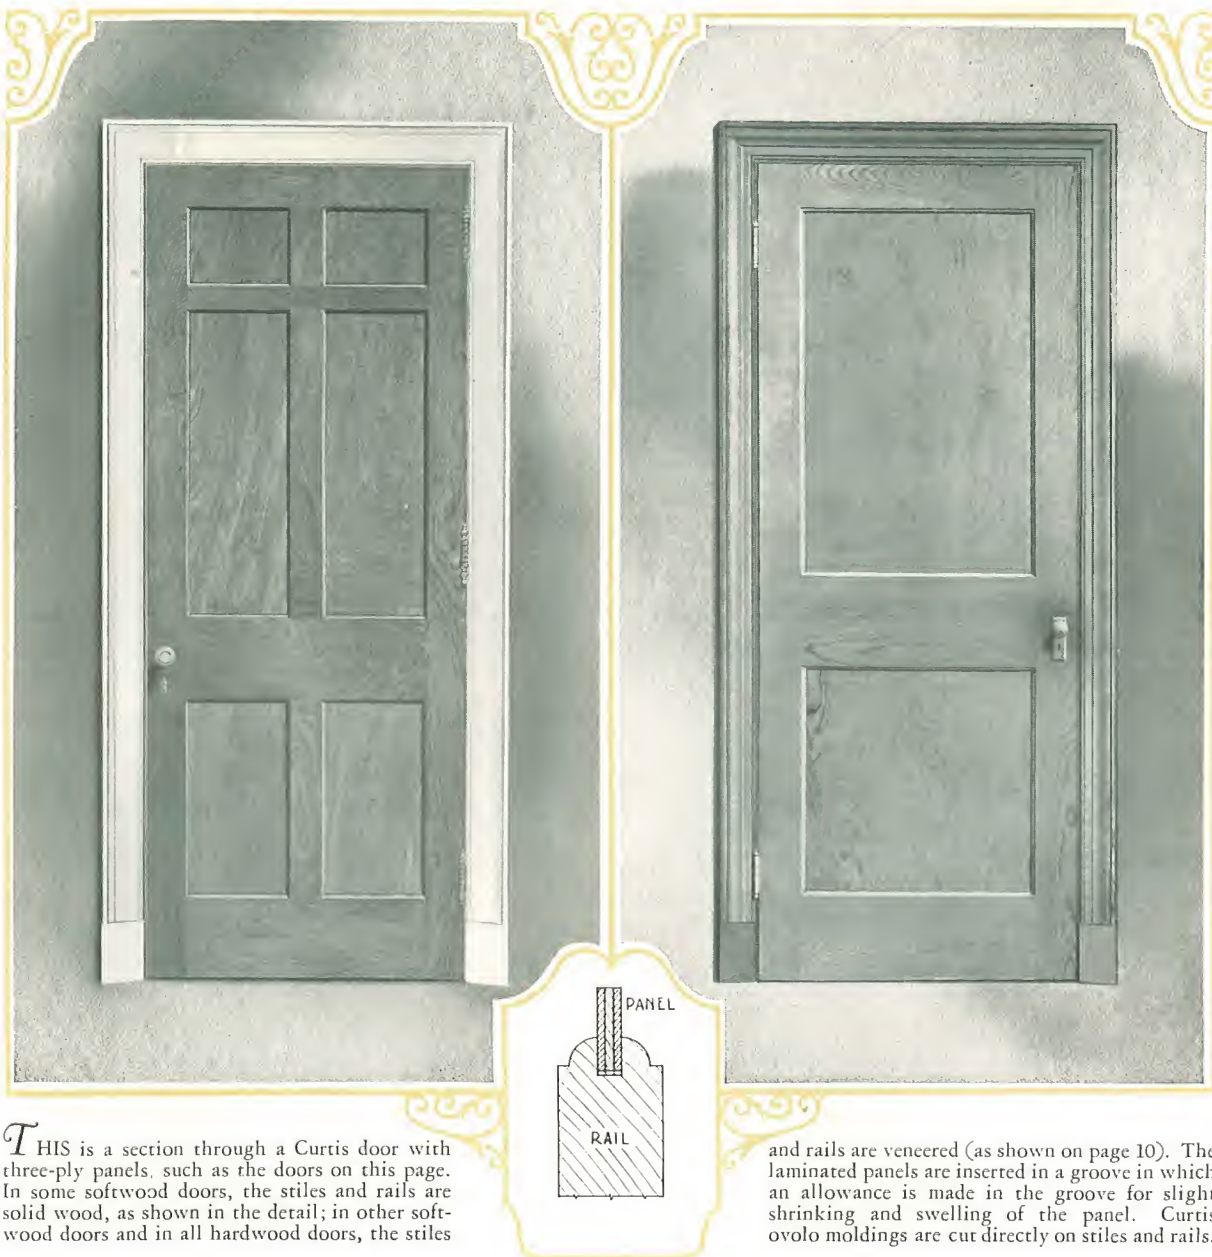 PANEL
RAIL
THIS is a section through a Curtis door with
three-ply panels, such as the doors on this page.
In some softwood doors, the stiles and rails are
solid wood, as shown in the detail; in other soft-
wood doors and in all hardwood doors, the stiles
and rails are veneered (as shown on page 10). The
laminated panels are inserted in a groove in which
an allowance is made in the groove for slight
shrinking and swelling of the panel. Curtis
ovolo moldings are cut directly on stiles and rails.